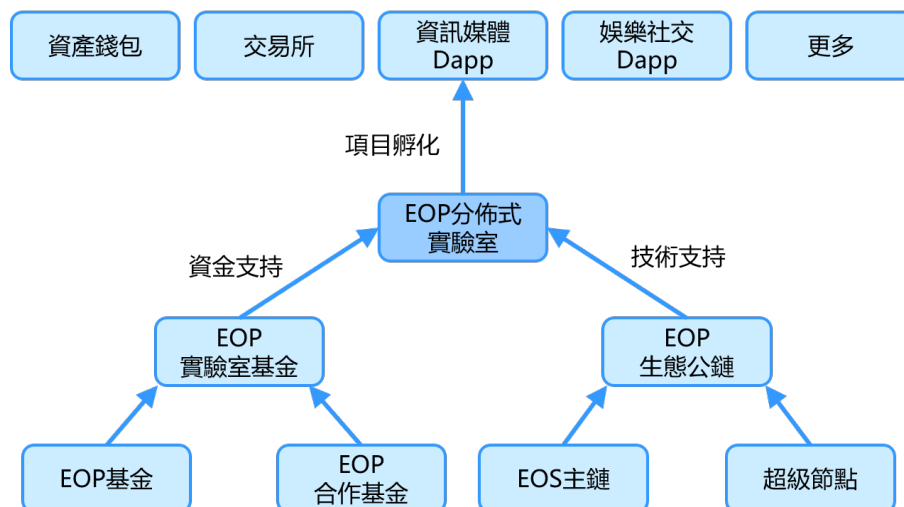 資產錢包
交易所
資訊媒體
Dapp
娛樂社交
Dapp
更多
項目孵化
EOP分佈式
實驗室
資金支持
技術支持
EOP
實驗室基金
EOP
生態公鏈
EOP基金
EOP
合作基金
EOS主鏈
超級節點